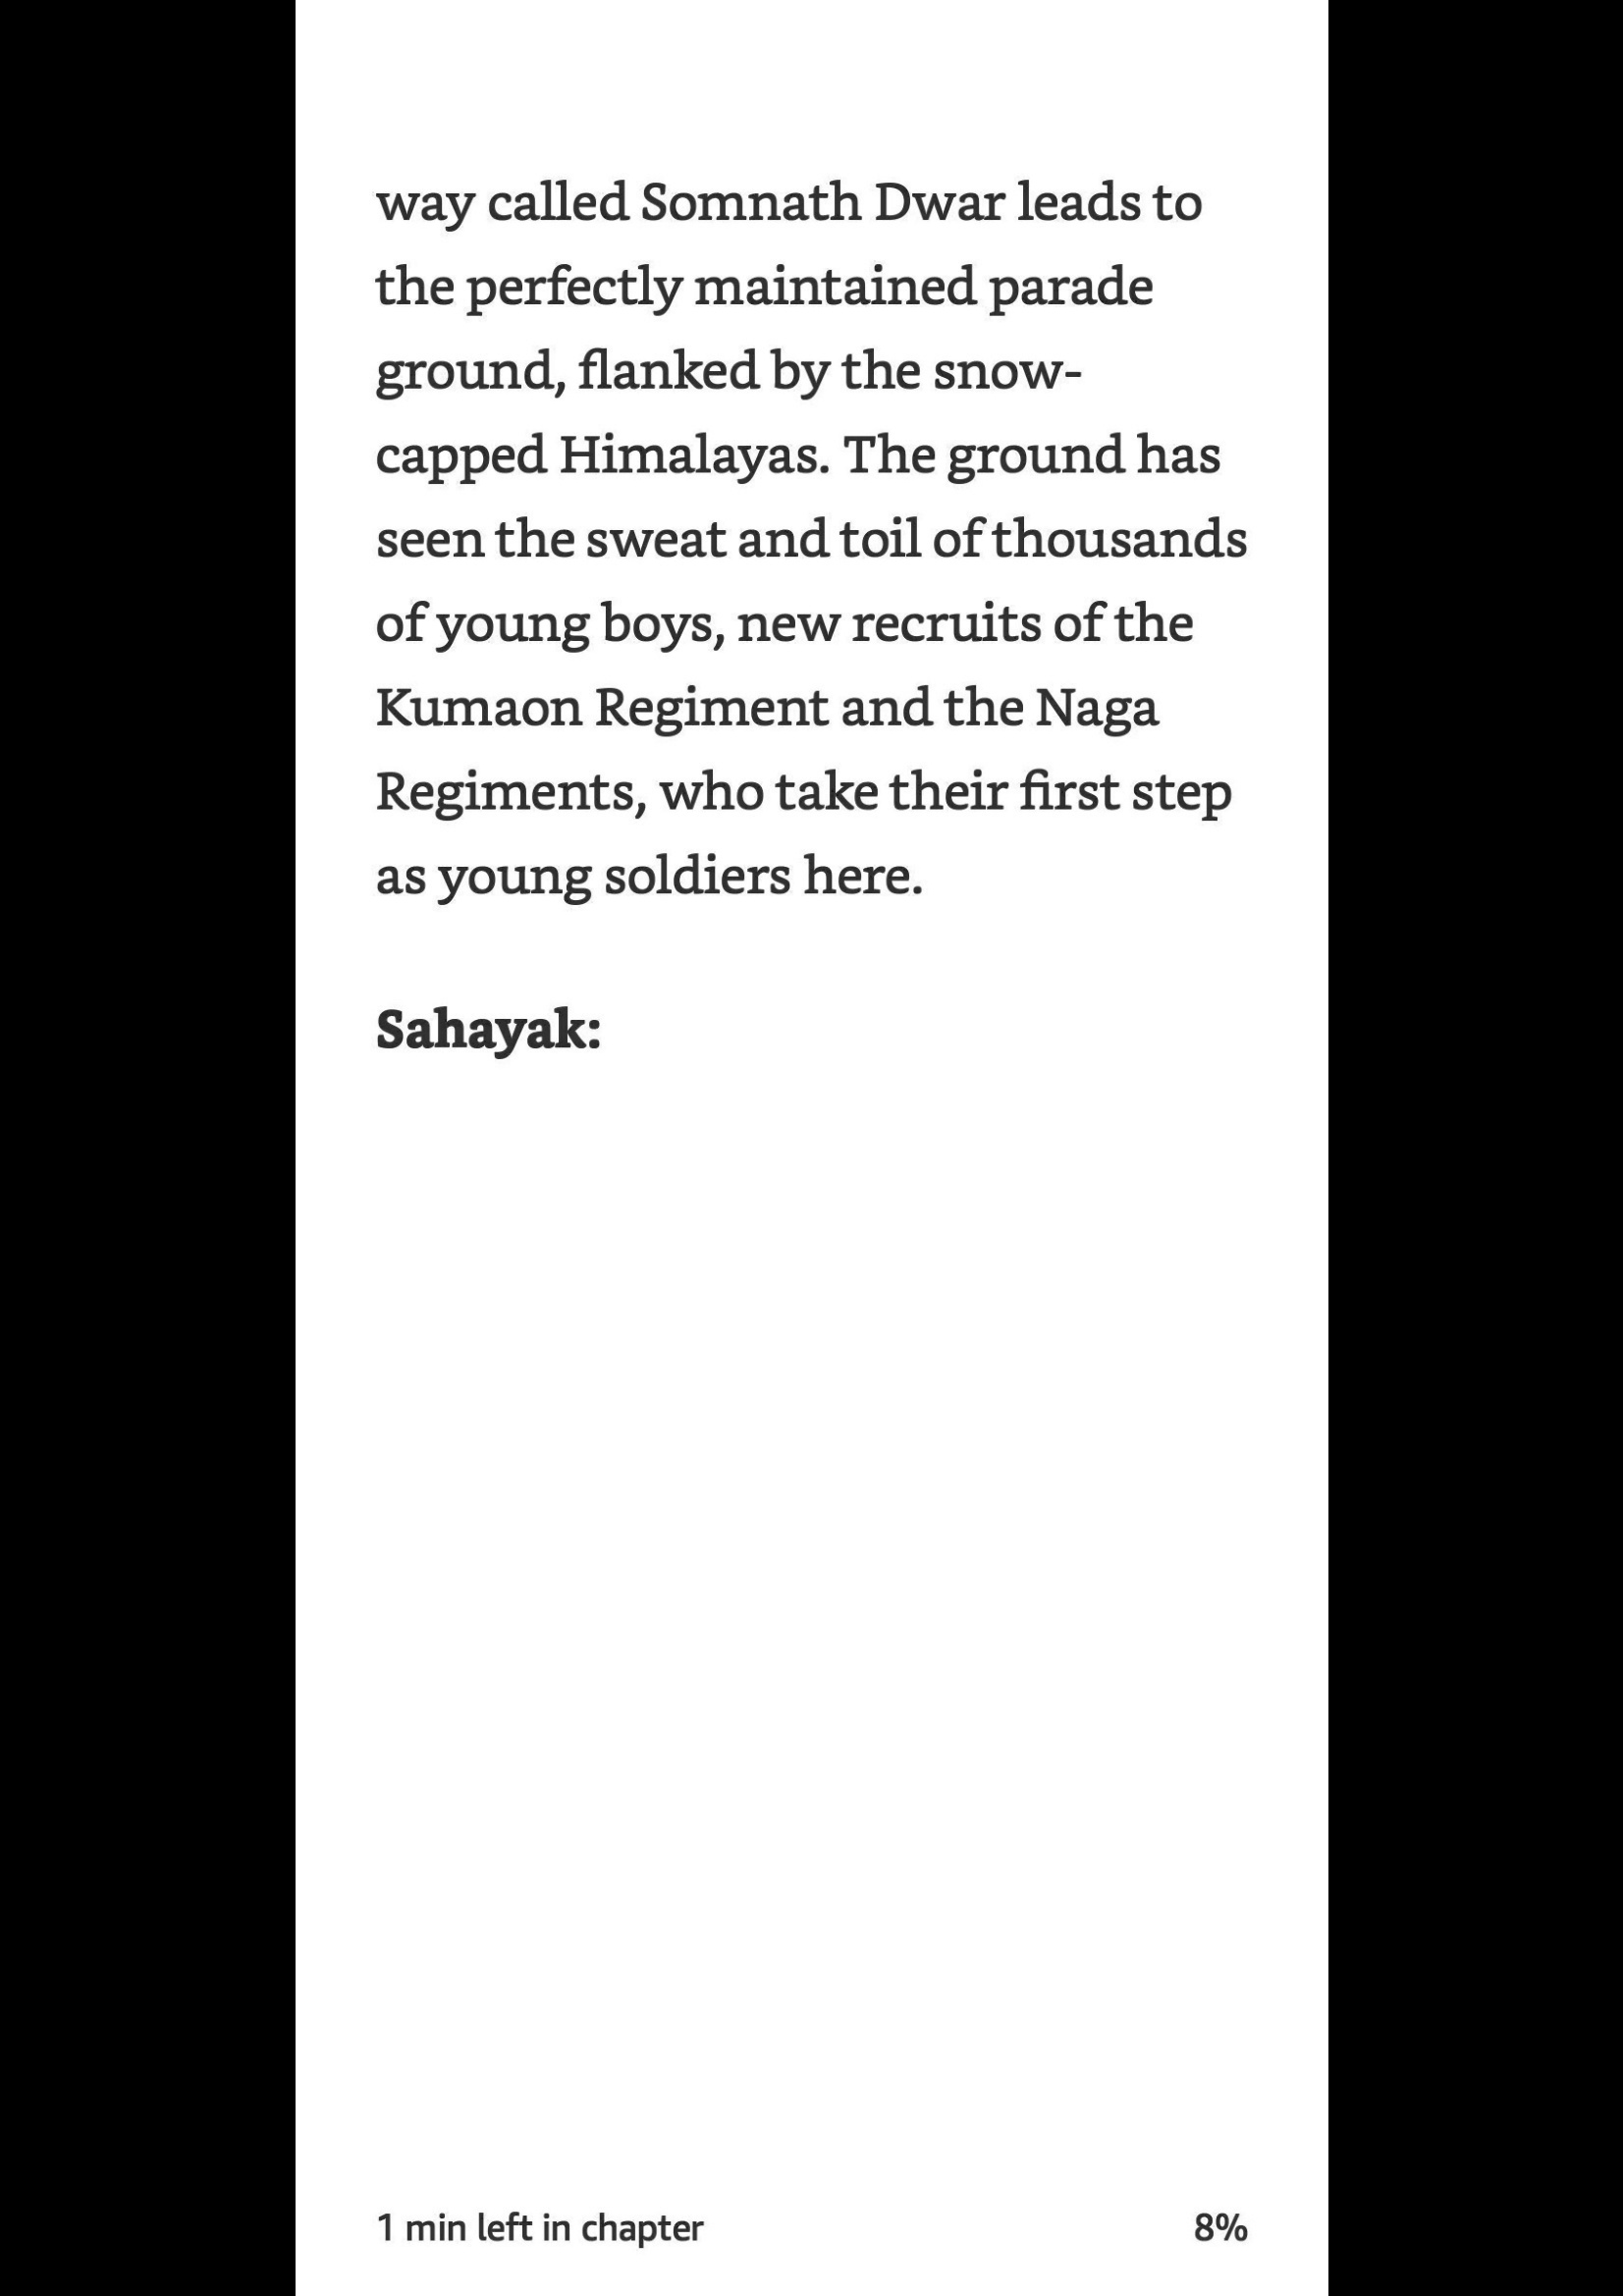 way called Somnath Dwar leads to
the perfectly maintained parade
ground, flanked by the snow-
capped Himalayas. The ground has
seen the sweat and toil of thousands
of young boys, new recruits of the
Kumaon Regiment and the Naga
Regiments, who take their first step
as young soldiers here.
Sahayak:
1 min left in chapter 8%